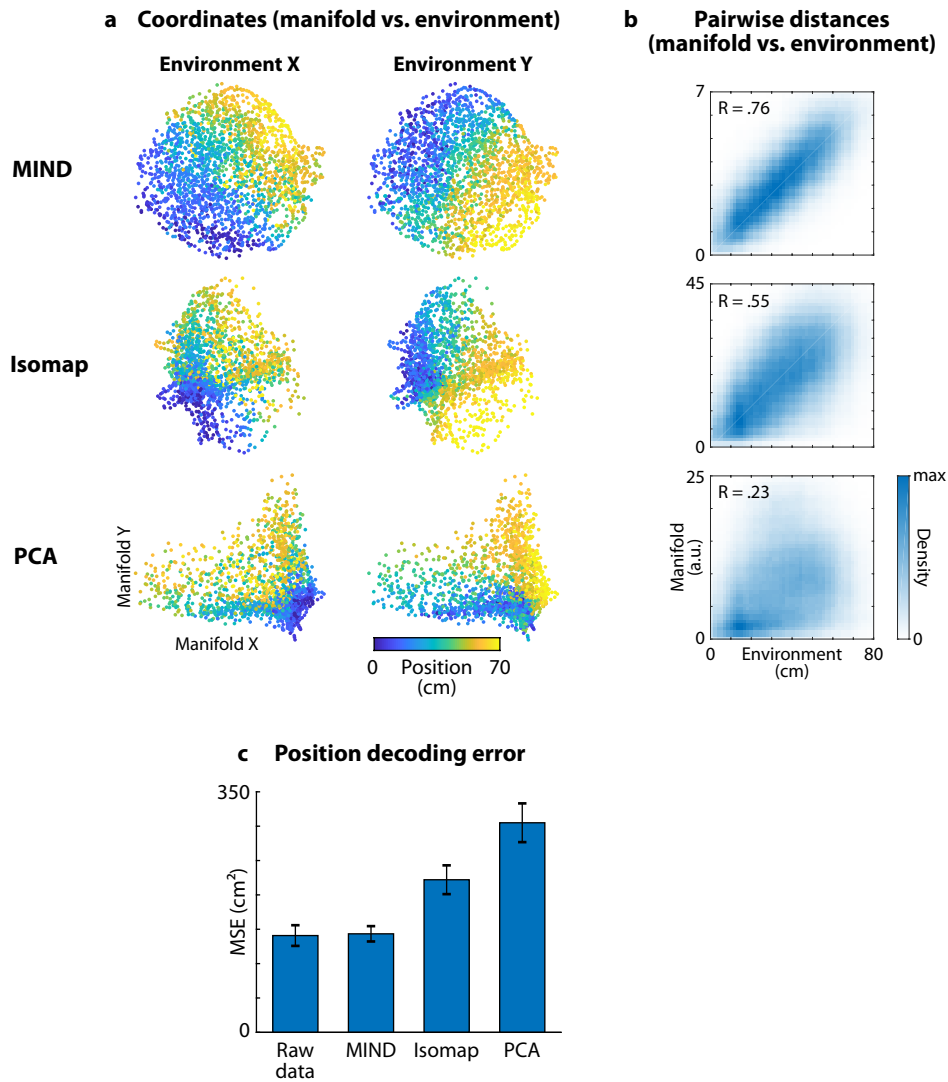 a Coordinates (manifold vs. environment)
Environment X
Environment Y
MIND
Isomap
PCA
Manifold Y
Manifold X
0
70
Position
(cm)
b Pairwise distances
(manifold vs. environment)
7
R = .76
0
45
R = .55
0
25
R = .23
Manifold
(a.u.)
0
0
80
Environment
(cm)
max
Density
0
c Position decoding error
350
MSE (cm²)
0
Raw
data
MIND
Isomap
PCA